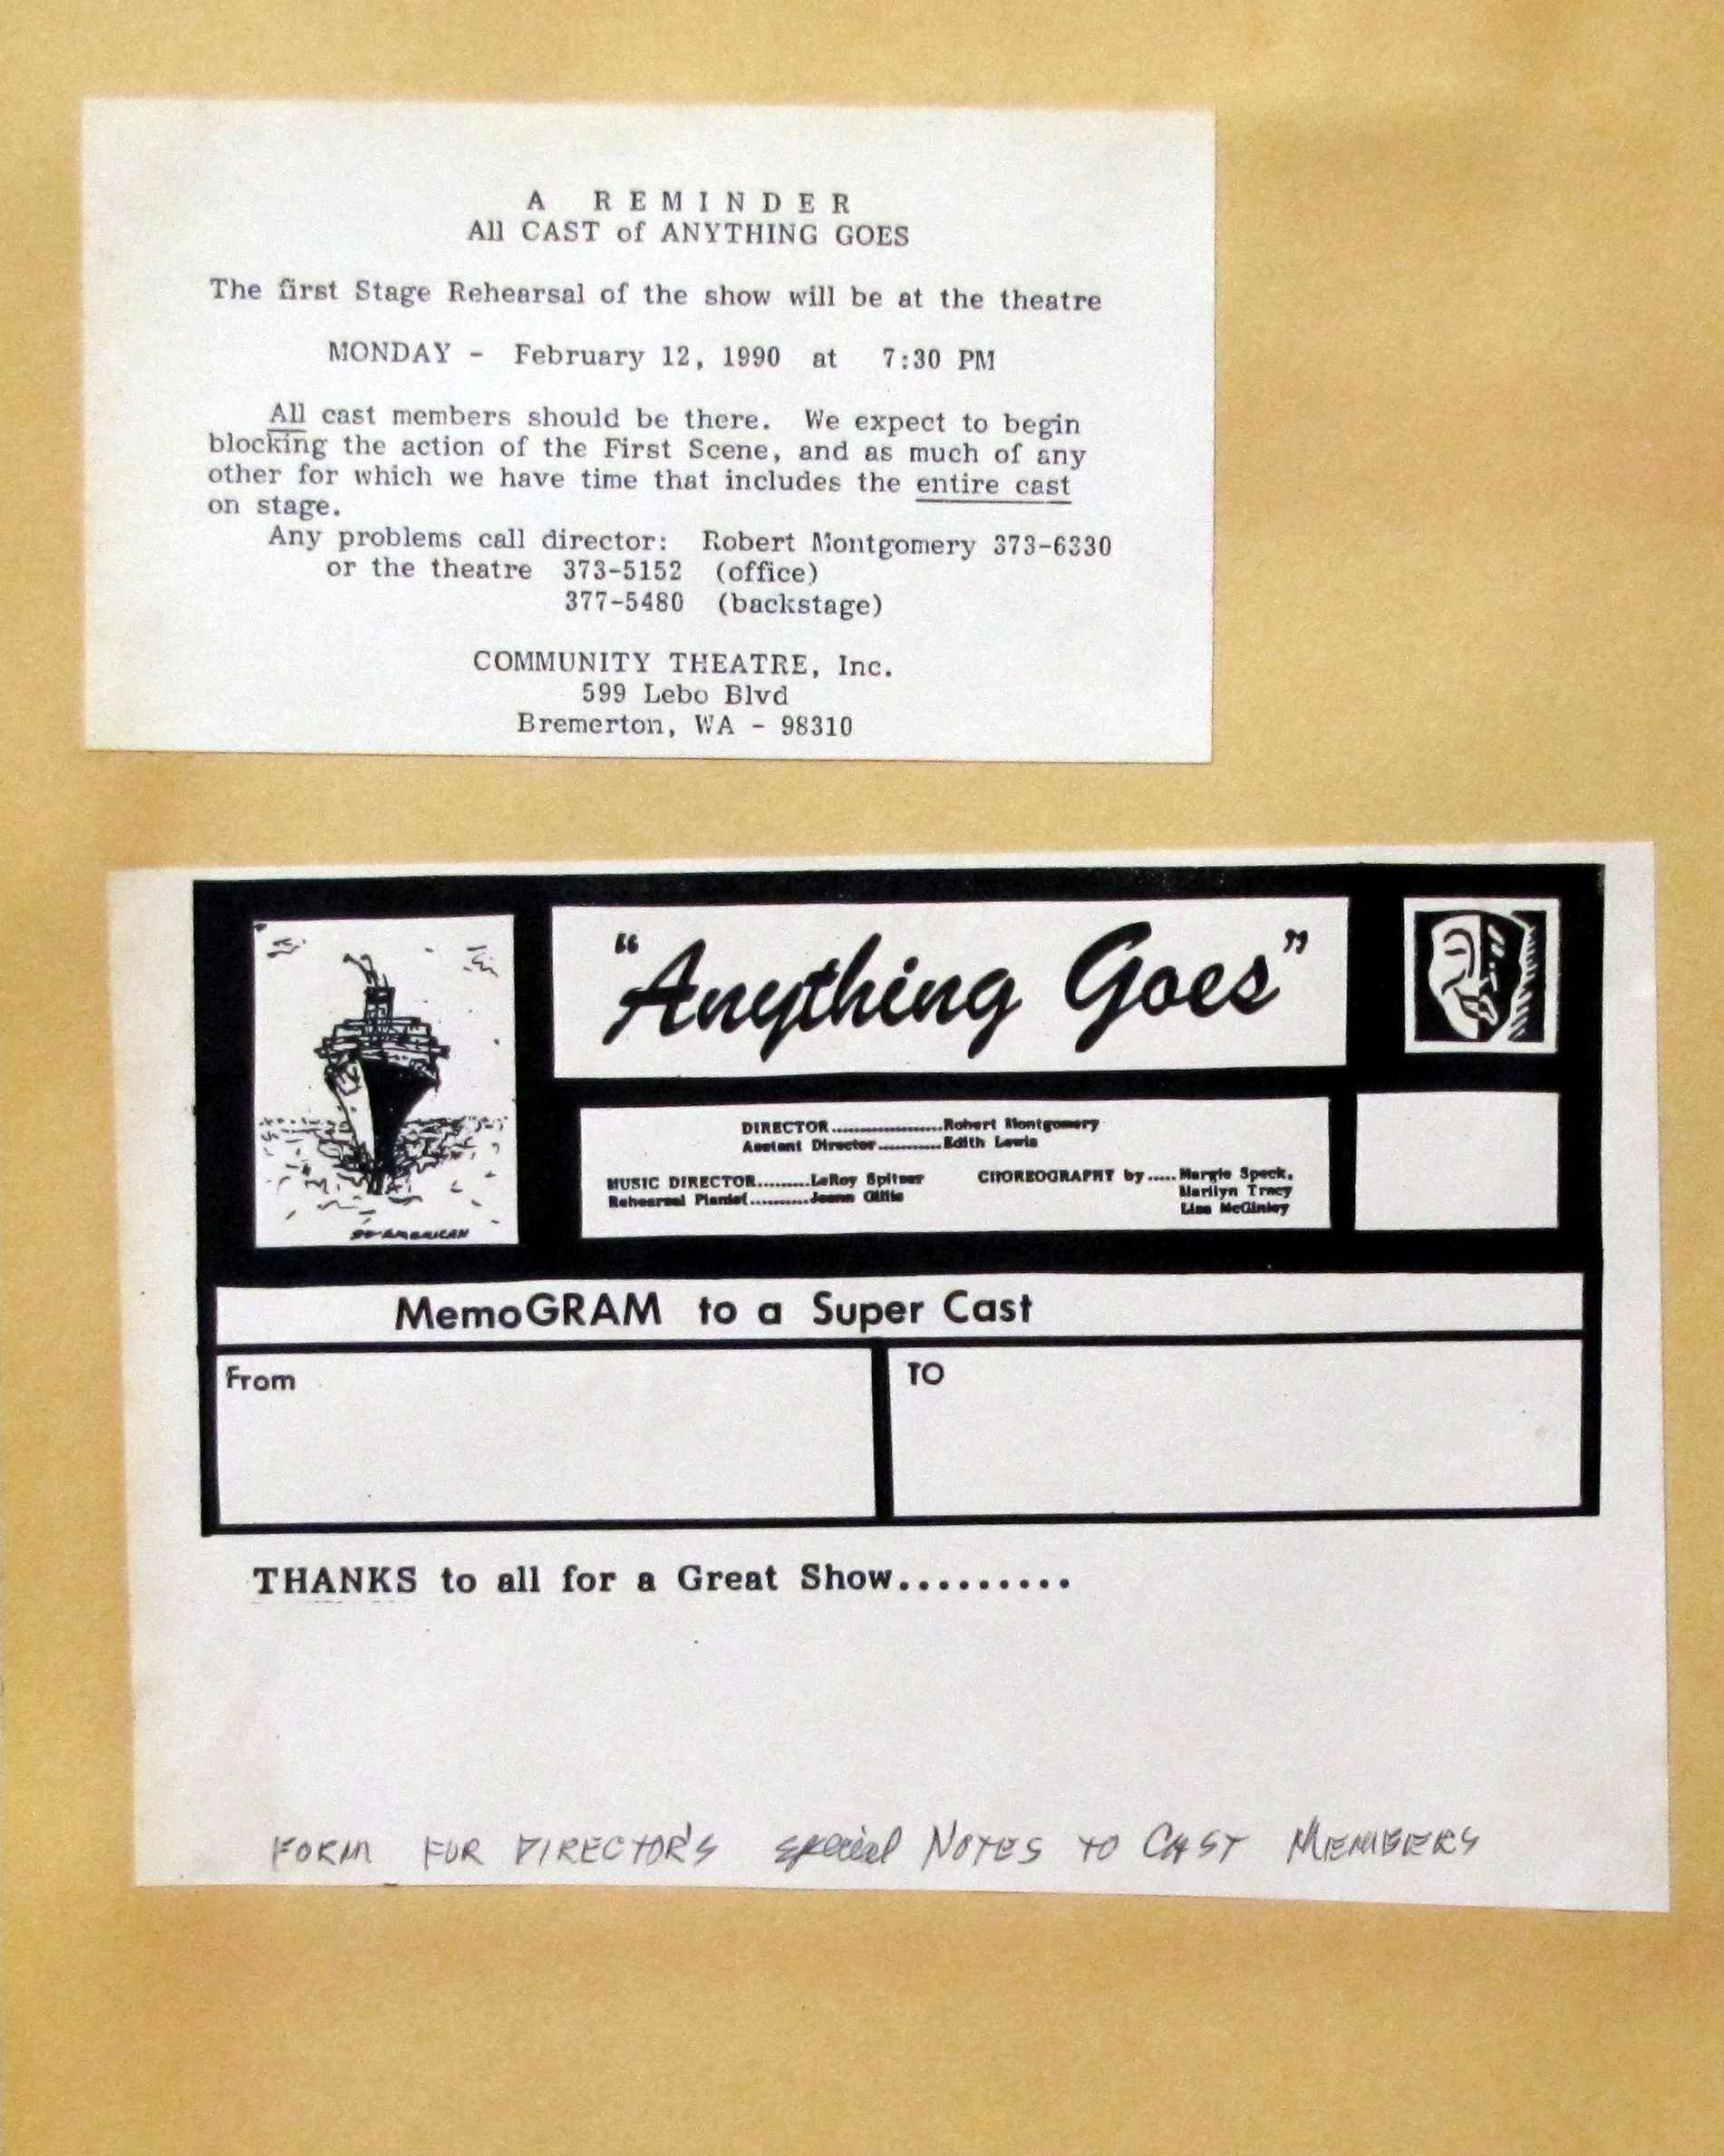 A REMINDER
All CAST of ANYTHING GOES
The first Stage Rehearsal of the show will be at the theatre
MONDAY - February 12, 1990 at 7:30 PM
All cast members should be there. We expect to begin
blocking the action of the First Scene, and as much of any
other for which we have time that includes the entire cast
on stage.
Any problems call director: Robert Montgomery 373-6330
or the theatre 373-5152 (office)
377-5480 (backstage)
COMMUNITY THEATRE, Inc.
599 Lebo Blvd
Bremerton, WA - 98310
"Anything Goes"
DIRECTOR...................Robert Montgomery
Asstant Director...........Edith Lewis
MUSIC DIRECTOR.........LeRoy Spitzer
Rehearsal Pianist..........Joann Gillie
CHOREOGRAPHY by.....Margie Speck,
Marilyn Tracy
Lisa McGinley
AMERICAN
MemoGRAM to a Super Cast
From
TO
THANKS to all for a Great Show.........
FORM FOR DIRECTOR'S special NOTES TO CAST MEMBERS